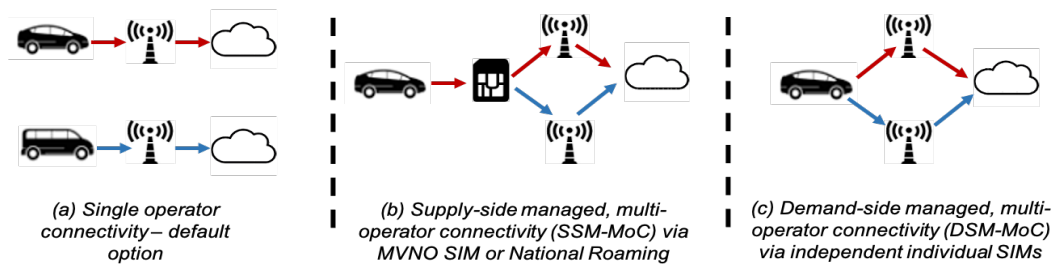 (a) Single operator
connectivity – default
option
(b) Supply-side managed, multi-
operator connectivity (SSM-MoC) via
MVNO SIM or National Roaming
(c) Demand-side managed, multi-
operator connectivity (DSM-MoC)
via independent individual SIMs